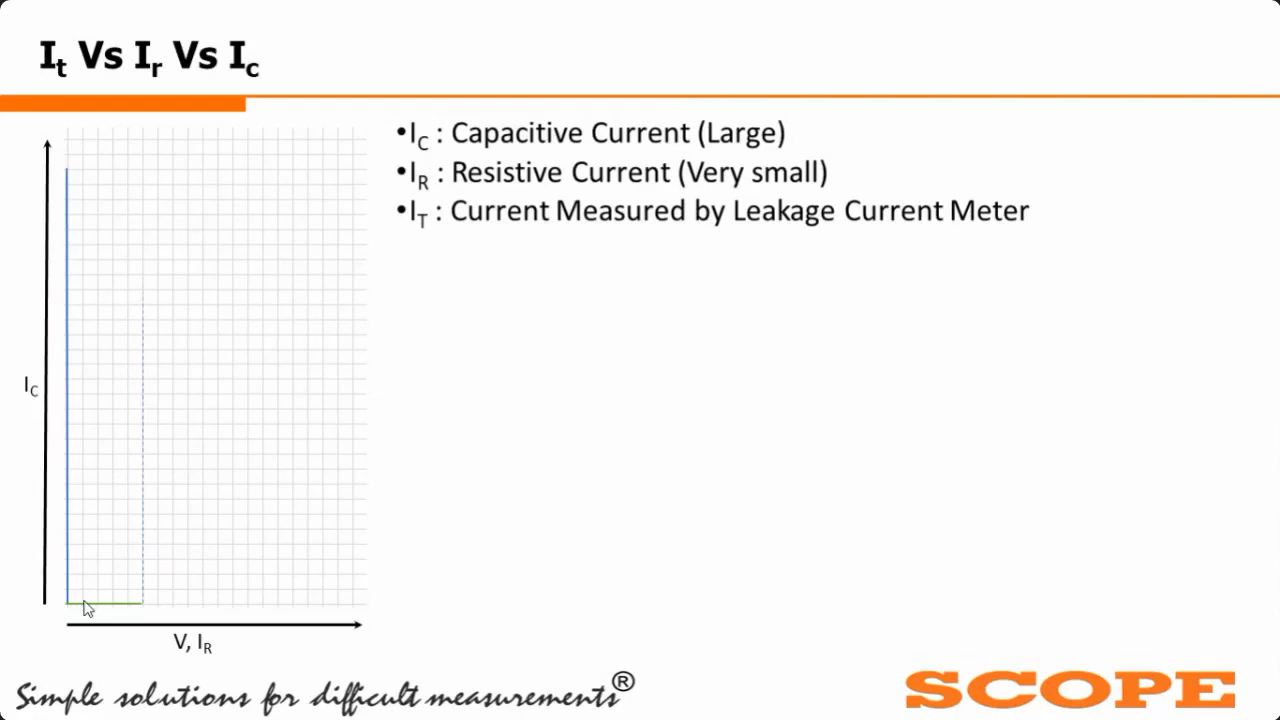 It Vs Ir Vs Ic
•IC : Capacitive Current (Large)
•IR : Resistive Current (Very small)
•IT : Current Measured by Leakage Current Meter
IC
V, IR
Simple solutions for difficult measurements®
SCOPE